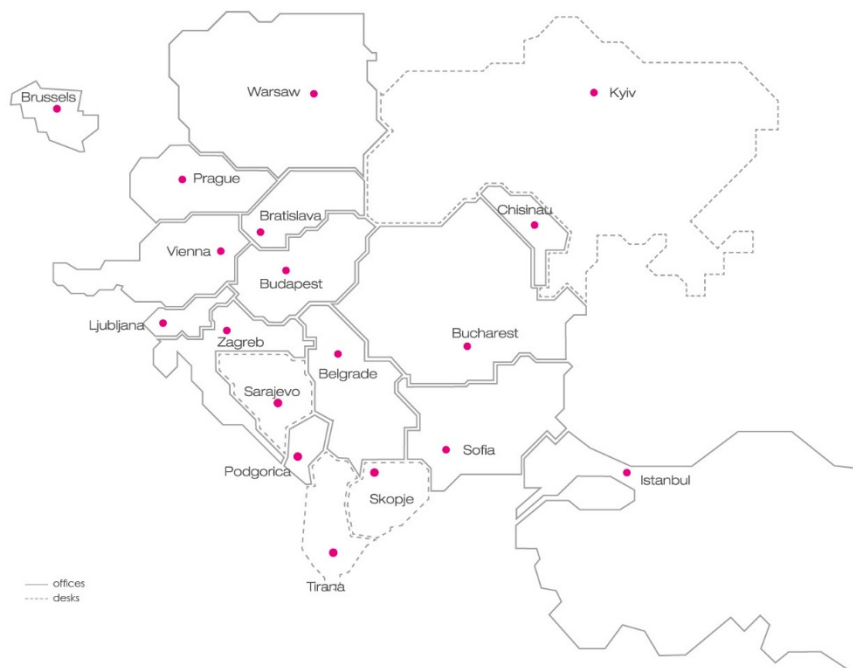 Brussels
Warsaw
Kyiv
Prague
Chisinau
Bratislava
Vienna
Budapest
Ljubljana
Zagreb
Bucharest
Belgrade
Sarajevo
Sofia
Podgorica
Istanbul
Skopje
Tirana
offices
desks